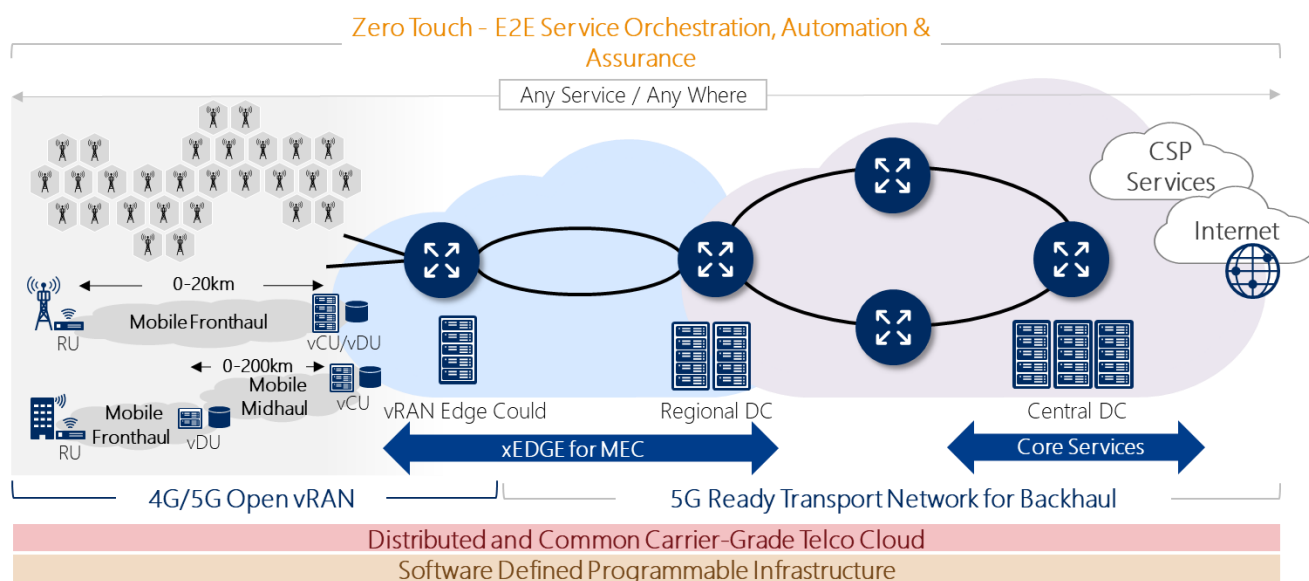 Zero Touch - E2E Service Orchestration, Automation &
Assurance
Any Service / Any Where
CSP
Services
Internet
0-20km
Mobile Fronthaul
RU
vCU/vDU
0-200km
Mobile
Midhaul
vCU
Mobile
Fronthaul
vDU
RU
vRAN Edge Could
Regional DC
Central DC
xEDGE for MEC
Core Services
4G/5G Open vRAN
5G Ready Transport Network for Backhaul
Distributed and Common Carrier-Grade Telco Cloud
Software Defined Programmable Infrastructure